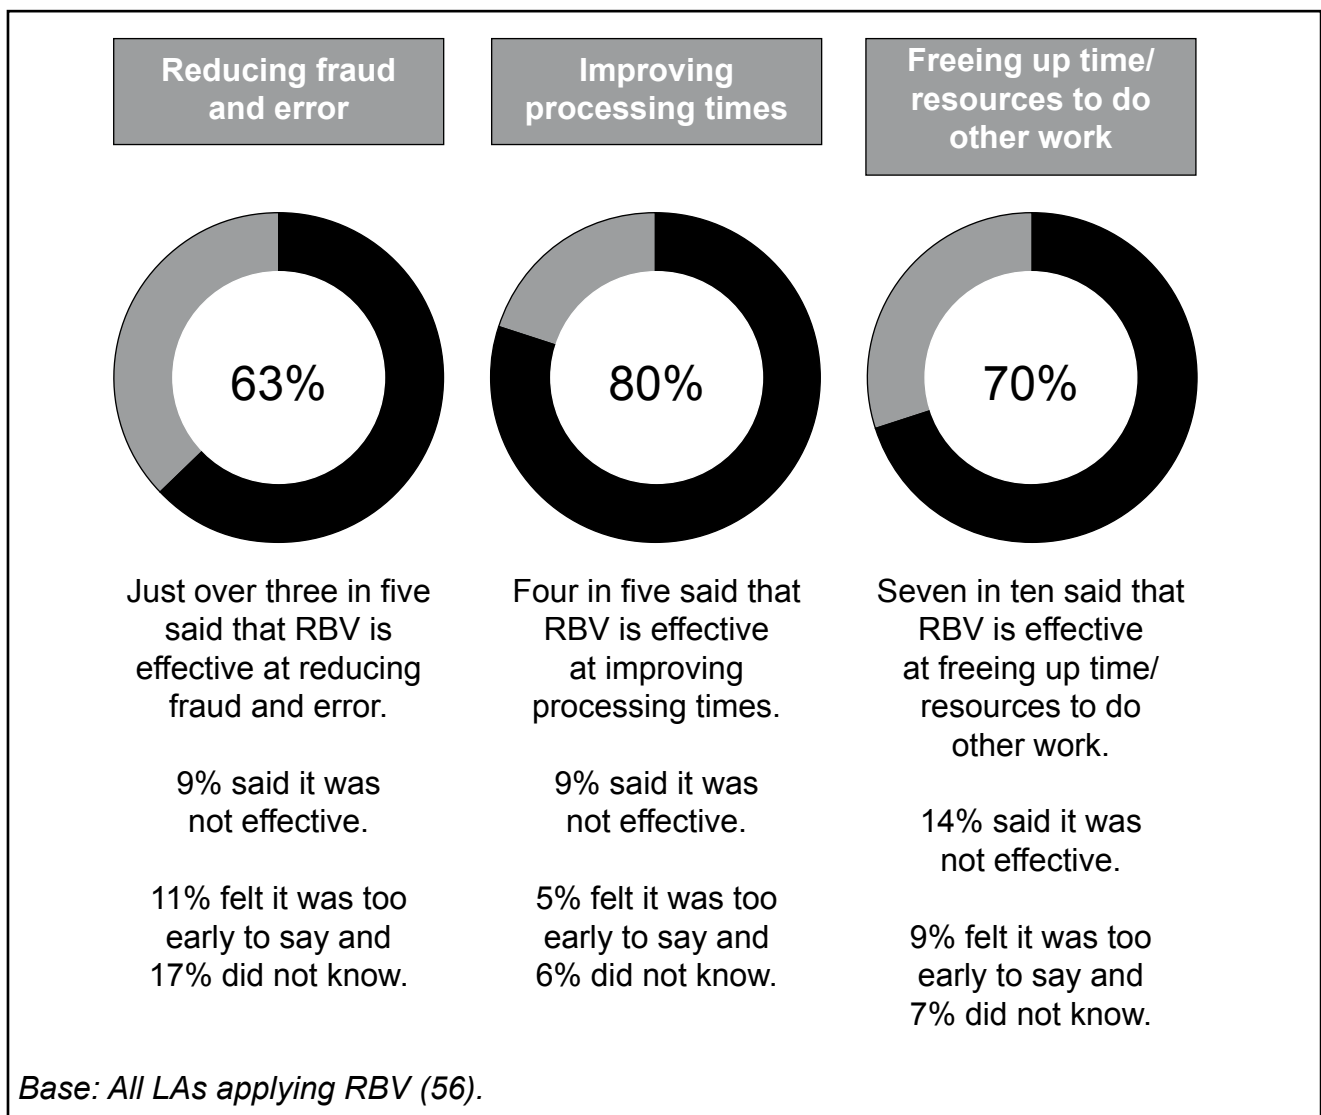 Reducing fraud
and error
Improving
processing times
Freeing up time/
resources to do
other work
63%
80%
70%
Just over three in five
said that RBV is
effective at reducing
fraud and error.
9% said it was
not effective.
11% felt it was too
early to say and
17% did not know.
Four in five said that
RBV is effective
at improving
processing times.
9% said it was
not effective.
5% felt it was too
early to say and
6% did not know.
Seven in ten said that
RBV is effective
at freeing up time/
resources to do
other work.
14% said it was
not effective.
9% felt it was too
early to say and
7% did not know.
Base: All LAs applying RBV (56).